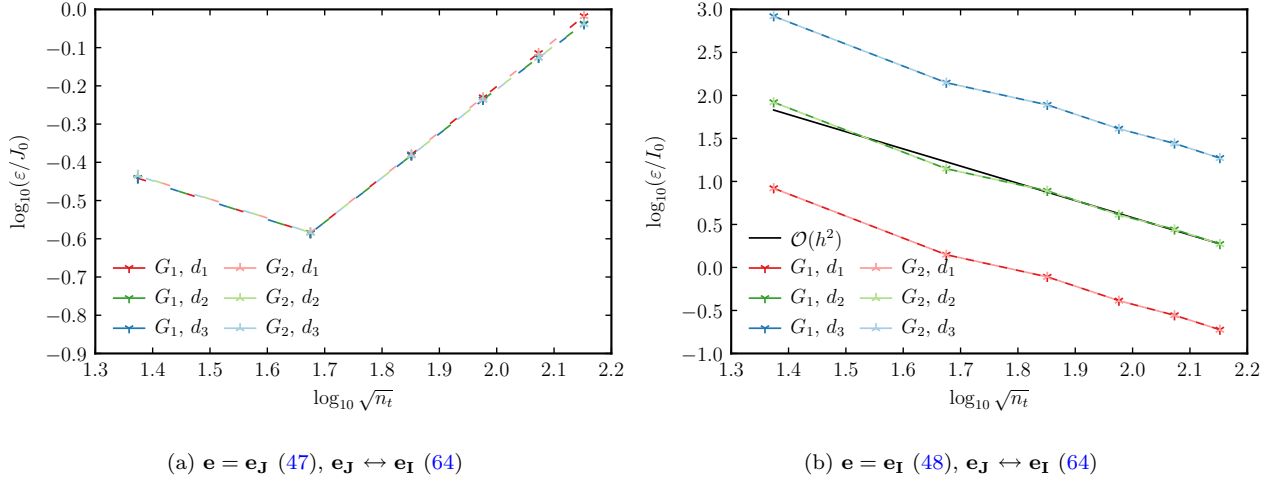 0.0
−0.1
−0.2
−0.3
−0.4
−0.5
−0.6
−0.7
−0.8
−0.9
log₁₀(ε/J₀)
G₁, d₁ G₂, d₁
G₁, d₂ G₂, d₂
G₁, d₃ G₂, d₃
1.3 1.4 1.5 1.6 1.7 1.8 1.9 2.0 2.1 2.2
log₁₀ √nₜ
(a) e = e_J (47), e_J ↔ e_I (64)
3.0
2.5
2.0
1.5
1.0
0.5
0.0
−0.5
−1.0
log₁₀(ε/I₀)
𝒪(h²)
G₁, d₁ G₂, d₁
G₁, d₂ G₂, d₂
G₁, d₃ G₂, d₃
1.3 1.4 1.5 1.6 1.7 1.8 1.9 2.0 2.1 2.2
log₁₀ √nₜ
(b) e = e_I (48), e_J ↔ e_I (64)